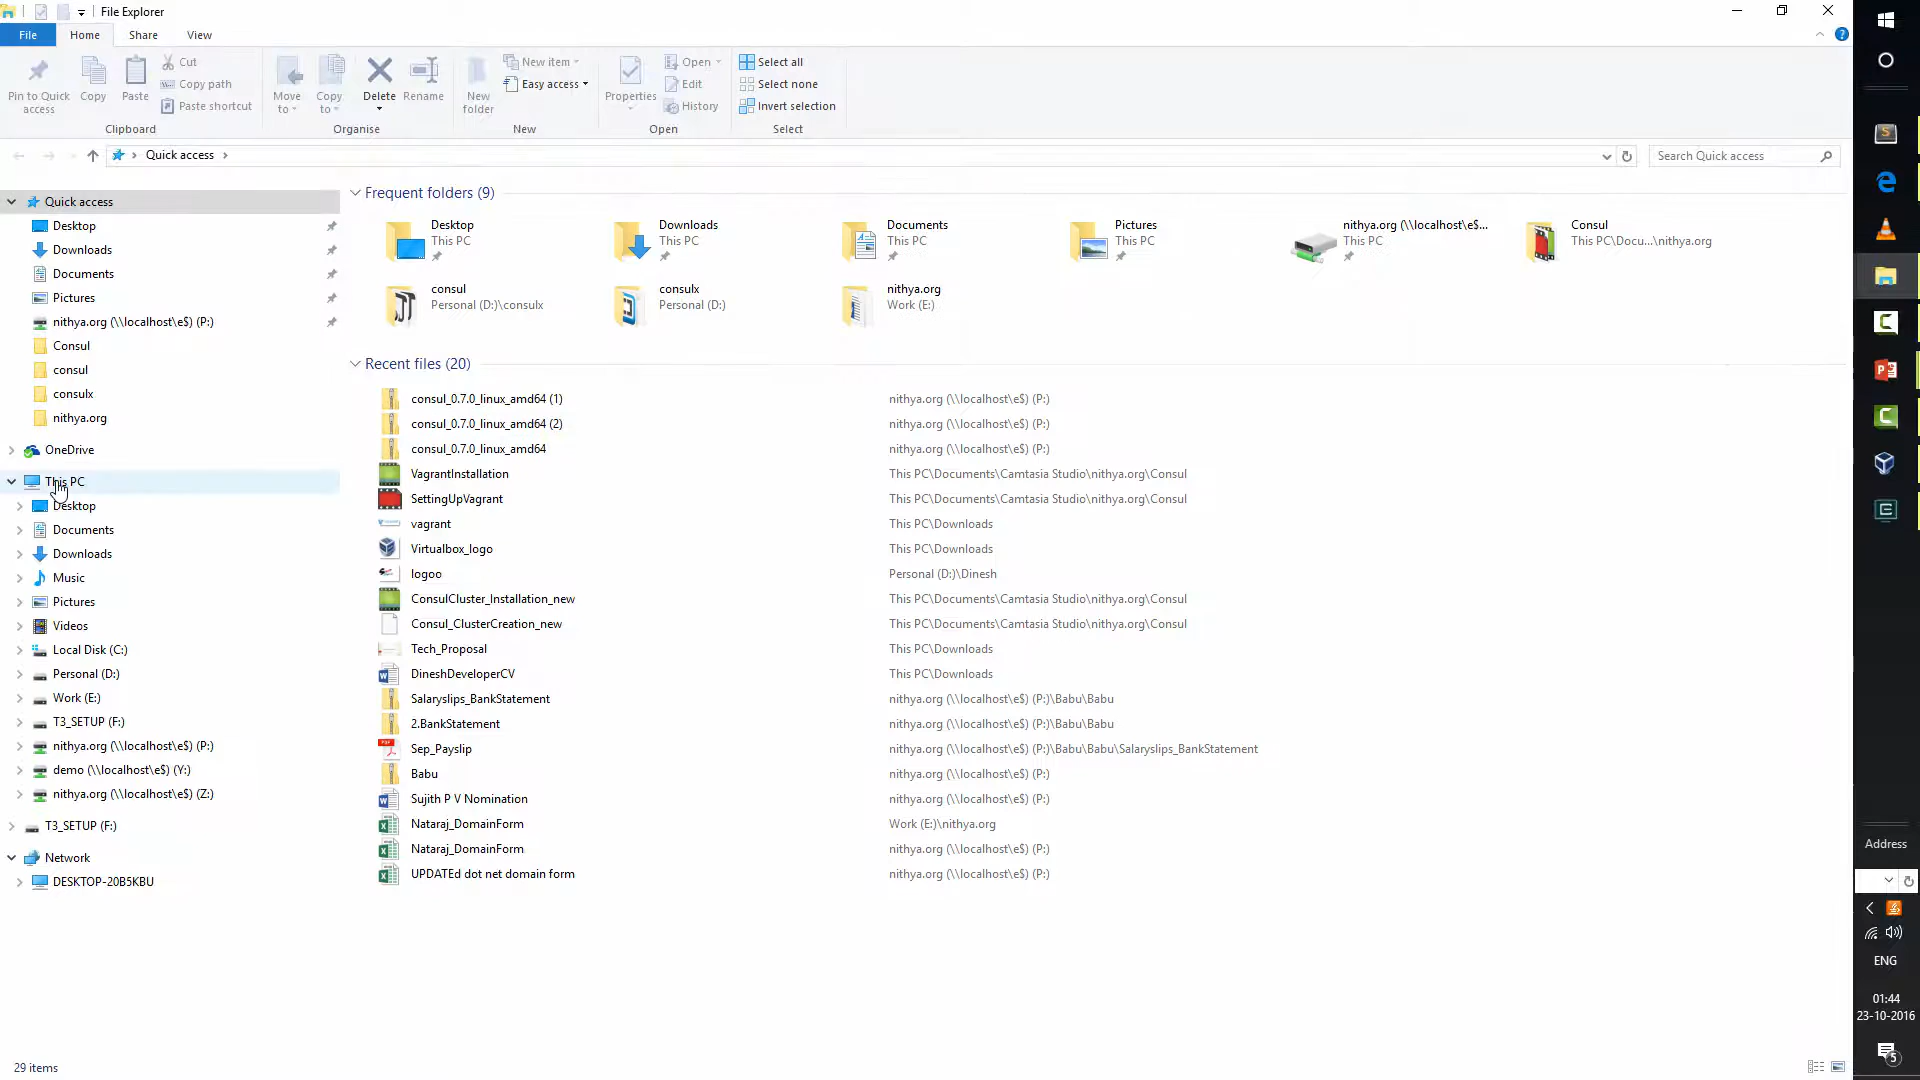 File Explorer
File
Home
Share
View
Pin to Quick access
Copy
Paste
Cut
Copy path
Paste shortcut
Clipboard
Move to
Copy to
Delete
Rename
Organise
New folder
New item
Easy access
New
Properties
Open
Edit
History
Open
Select all
Select none
Invert selection
Select
Quick access
Search Quick access
Quick access
Desktop
Downloads
Documents
Pictures
nithya.org (\\localhost\e$) (P:)
Consul
consul
consulx
nithya.org
OneDrive
This PC
Desktop
Documents
Downloads
Music
Pictures
Videos
Local Disk (C:)
Personal (D:)
Work (E:)
T3_SETUP (F:)
nithya.org (\\localhost\e$) (P:)
demo (\\localhost\e$) (Y:)
nithya.org (\\localhost\e$) (Z:)
T3_SETUP (F:)
Network
DESKTOP-20B5KBU
29 items
Frequent folders (9)
Desktop
This PC
Downloads
This PC
Documents
This PC
Pictures
This PC
nithya.org (\\localhost\e$...
This PC
Consul
This PC\Docu...\nithya.org
consul
Personal (D:)\consulx
consulx
Personal (D:)
nithya.org
Work (E:)
Recent files (20)
consul_0.7.0_linux_amd64 (1) nithya.org (\\localhost\e$) (P:)
consul_0.7.0_linux_amd64 (2) nithya.org (\\localhost\e$) (P:)
consul_0.7.0_linux_amd64 nithya.org (\\localhost\e$) (P:)
VagrantInstallation This PC\Documents\Camtasia Studio\nithya.org\Consul
SettingUpVagrant This PC\Documents\Camtasia Studio\nithya.org\Consul
vagrant This PC\Downloads
Virtualbox_logo This PC\Downloads
logoo Personal (D:)\Dinesh
ConsulCluster_Installation_new This PC\Documents\Camtasia Studio\nithya.org\Consul
Consul_ClusterCreation_new This PC\Documents\Camtasia Studio\nithya.org\Consul
Tech_Proposal This PC\Downloads
DineshDeveloperCV This PC\Downloads
Salaryslips_BankStatement nithya.org (\\localhost\e$) (P:)\Babu\Babu
2.BankStatement nithya.org (\\localhost\e$) (P:)\Babu\Babu
Sep_Payslip nithya.org (\\localhost\e$) (P:)\Babu\Babu\Salaryslips_BankStatement
Babu nithya.org (\\localhost\e$) (P:)
Sujith P V Nomination nithya.org (\\localhost\e$) (P:)
Nataraj_DomainForm Work (E:)\nithya.org
Nataraj_DomainForm nithya.org (\\localhost\e$) (P:)
UPDATEd dot net domain form nithya.org (\\localhost\e$) (P:)
Address
ENG
01:44
23-10-2016
5